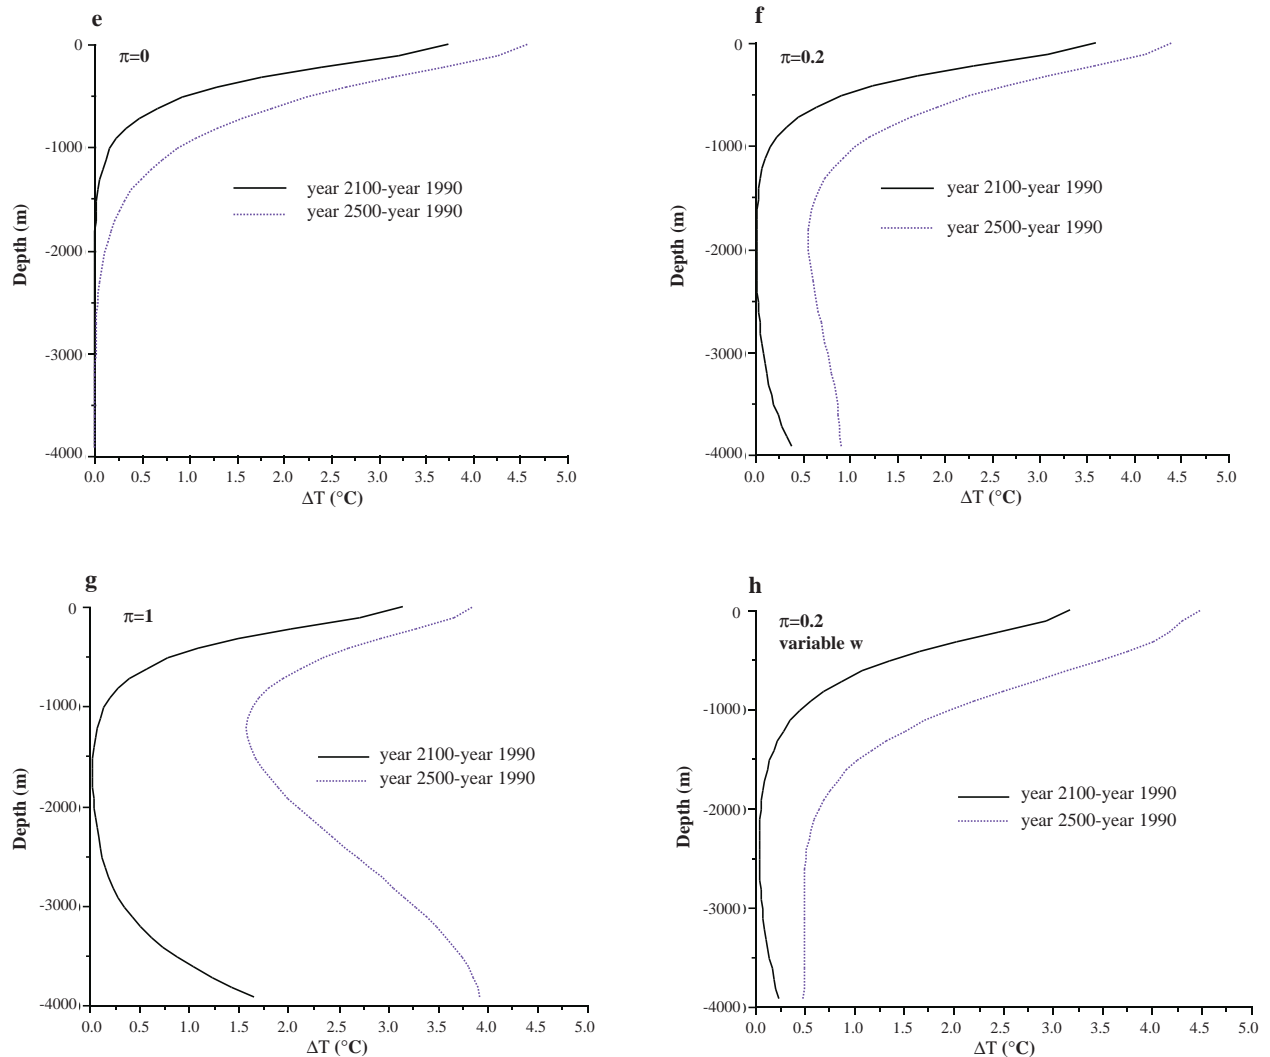 e
π=0
0
-1000
-2000
-3000
-4000
Depth (m)
year 2100-year 1990
year 2500-year 1990
0.0 0.5 1.0 1.5 2.0 2.5 3.0 3.5 4.0 4.5 5.0
ΔT (°C)
f
π=0.2
0
-1000
-2000
-3000
-4000
Depth (m)
year 2100-year 1990
year 2500-year 1990
0.0 0.5 1.0 1.5 2.0 2.5 3.0 3.5 4.0 4.5 5.0
ΔT (°C)
g
π=1
0
-1000
-2000
-3000
-4000
Depth (m)
year 2100-year 1990
year 2500-year 1990
0.0 0.5 1.0 1.5 2.0 2.5 3.0 3.5 4.0 4.5 5.0
ΔT (°C)
h
π=0.2
variable w
0
-1000
-2000
-3000
-4000
Depth (m)
year 2100-year 1990
year 2500-year 1990
0.0 0.5 1.0 1.5 2.0 2.5 3.0 3.5 4.0 4.5 5.0
ΔT (°C)